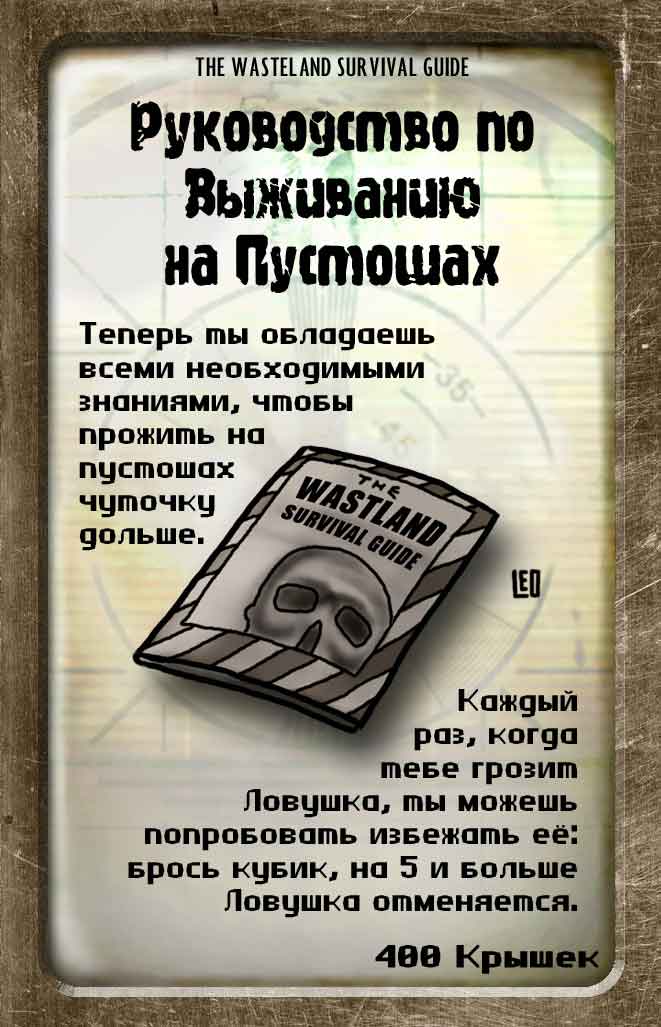 THE WASTELAND SURVIVAL GUIDE
Руководство по
Выживанию
на Пустошах
Теперь ты обладаешь
всеми необходимыми
знаниями, чтобы
прожить на
пустошах
чуточку
дольше.
THE
WASTLAND
SURVIVAL GUIDE
LEO
Каждый
раз, когда
тебе грозит
Ловушка, ты можешь
попробовать избежать её:
брось кубик, на 5 и больше
Ловушка отменяется.
400 Крышек